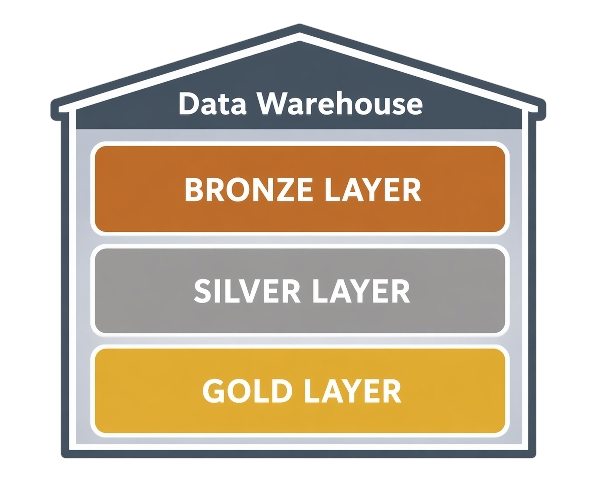 Data Warehouse
BRONZE LAYER
SILVER LAYER
GOLD LAYER